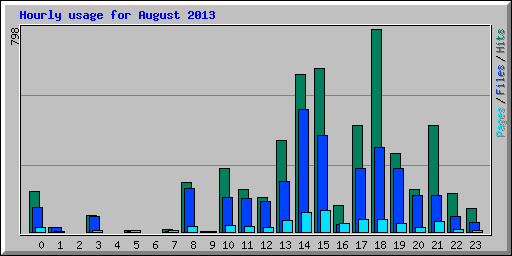 Hourly usage for August 2013
798
Pages/Files/Hits
0 1 2 3 4 5 6 7 8 9 10 11 12 13 14 15 16 17 18 19 20 21 22 23